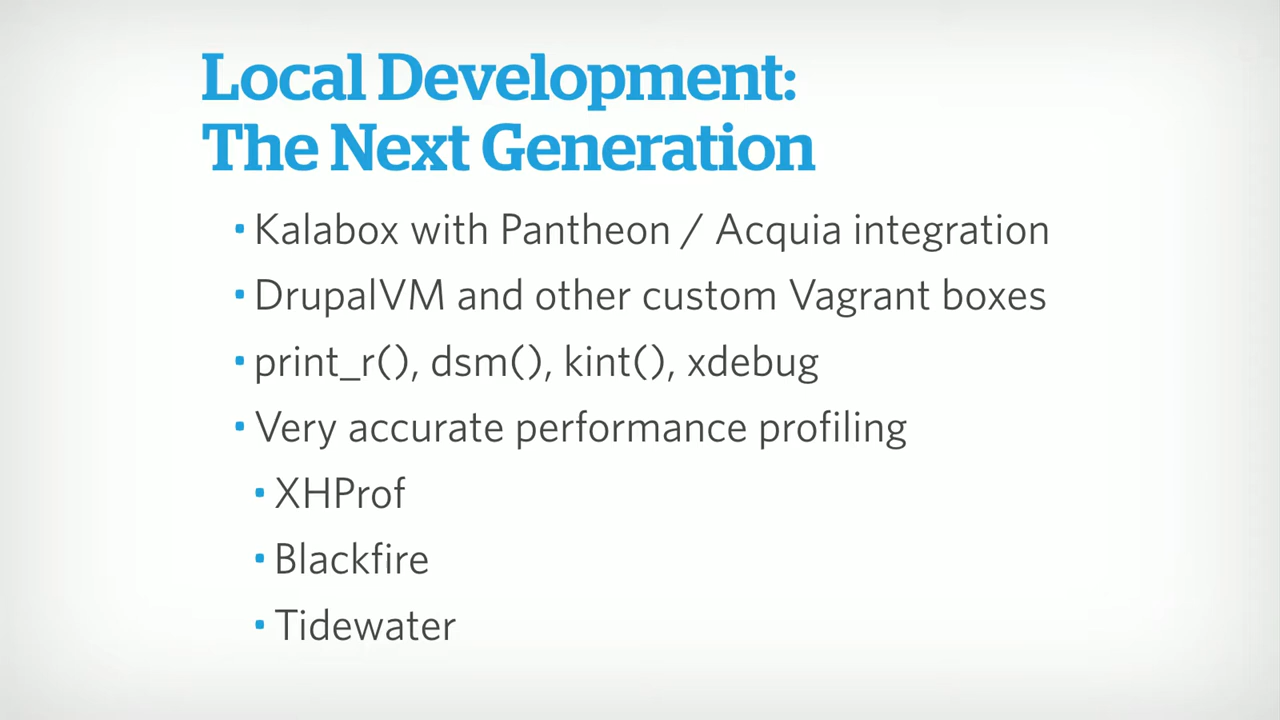 Local Development:
The Next Generation
▪ Kalabox with Pantheon / Acquia integration
▪ DrupalVM and other custom Vagrant boxes
▪ print_r(), dsm(), kint(), xdebug
▪ Very accurate performance profiling
▪ XHProf
▪ Blackfire
▪ Tidewater